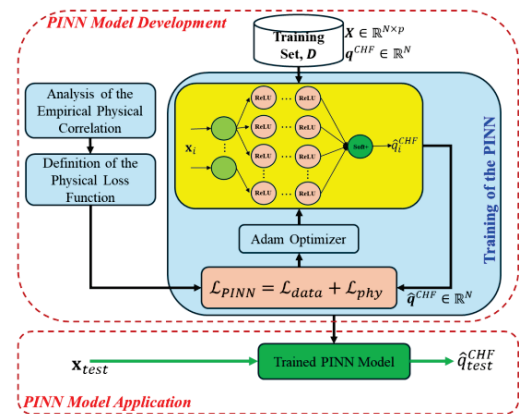 PINN Model Development
Training
Set, D
X ∈ ℝ^{N×p}
q^{CHF} ∈ ℝ^N
Analysis of the
Empirical Physical
Correlation
Definition of the
Physical Loss
Function
x_i
ReLU ··· ReLU
ReLU ··· ReLU
ReLU ··· ReLU
ReLU ··· ReLU
Soft+
q̂_i^{CHF}
Training of the PINN
Adam Optimizer
ℒ_{PINN} = ℒ_{data} + ℒ_{phy}
q̂^{CHF} ∈ ℝ^N
x_{test}
Trained PINN Model
q̂_{test}^{CHF}
PINN Model Application